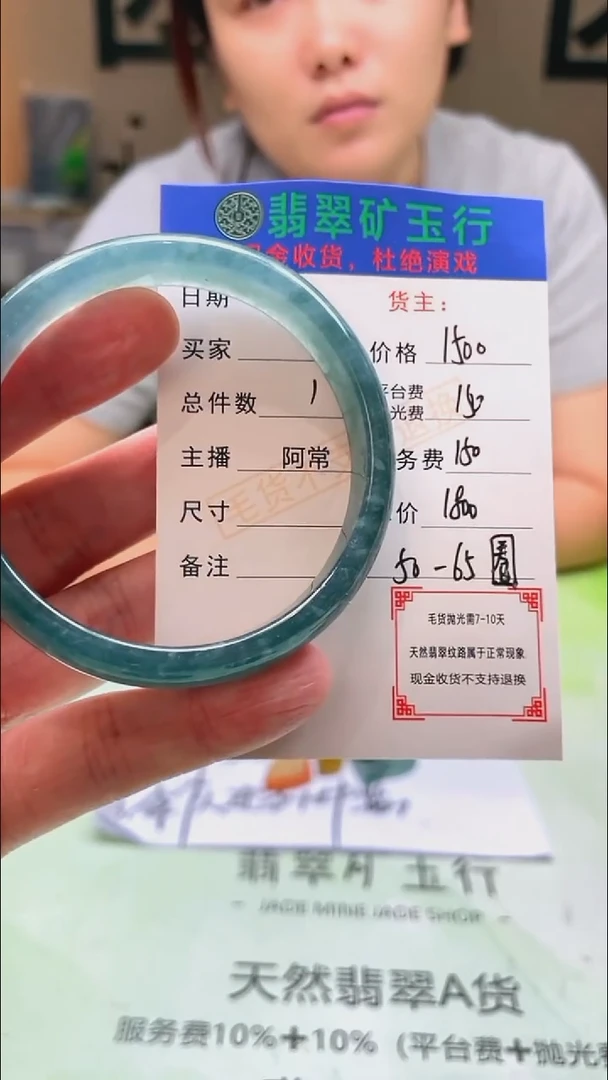 翡翠矿玉行
现金收货，杜绝演戏
日期
货主：
买家
价格 1500
总件数 1
平台费
光费 150
主播 阿常
务费 150
尺寸
价 1800
备注
50-65圈
毛货抛光需7-10天
天然翡翠纹路属于正常现象
现金收货不支持退换
翡翠矿玉行
JADE MINE JADE SHOP
天然翡翠A货
服务费10%+10%（平台费+抛光费